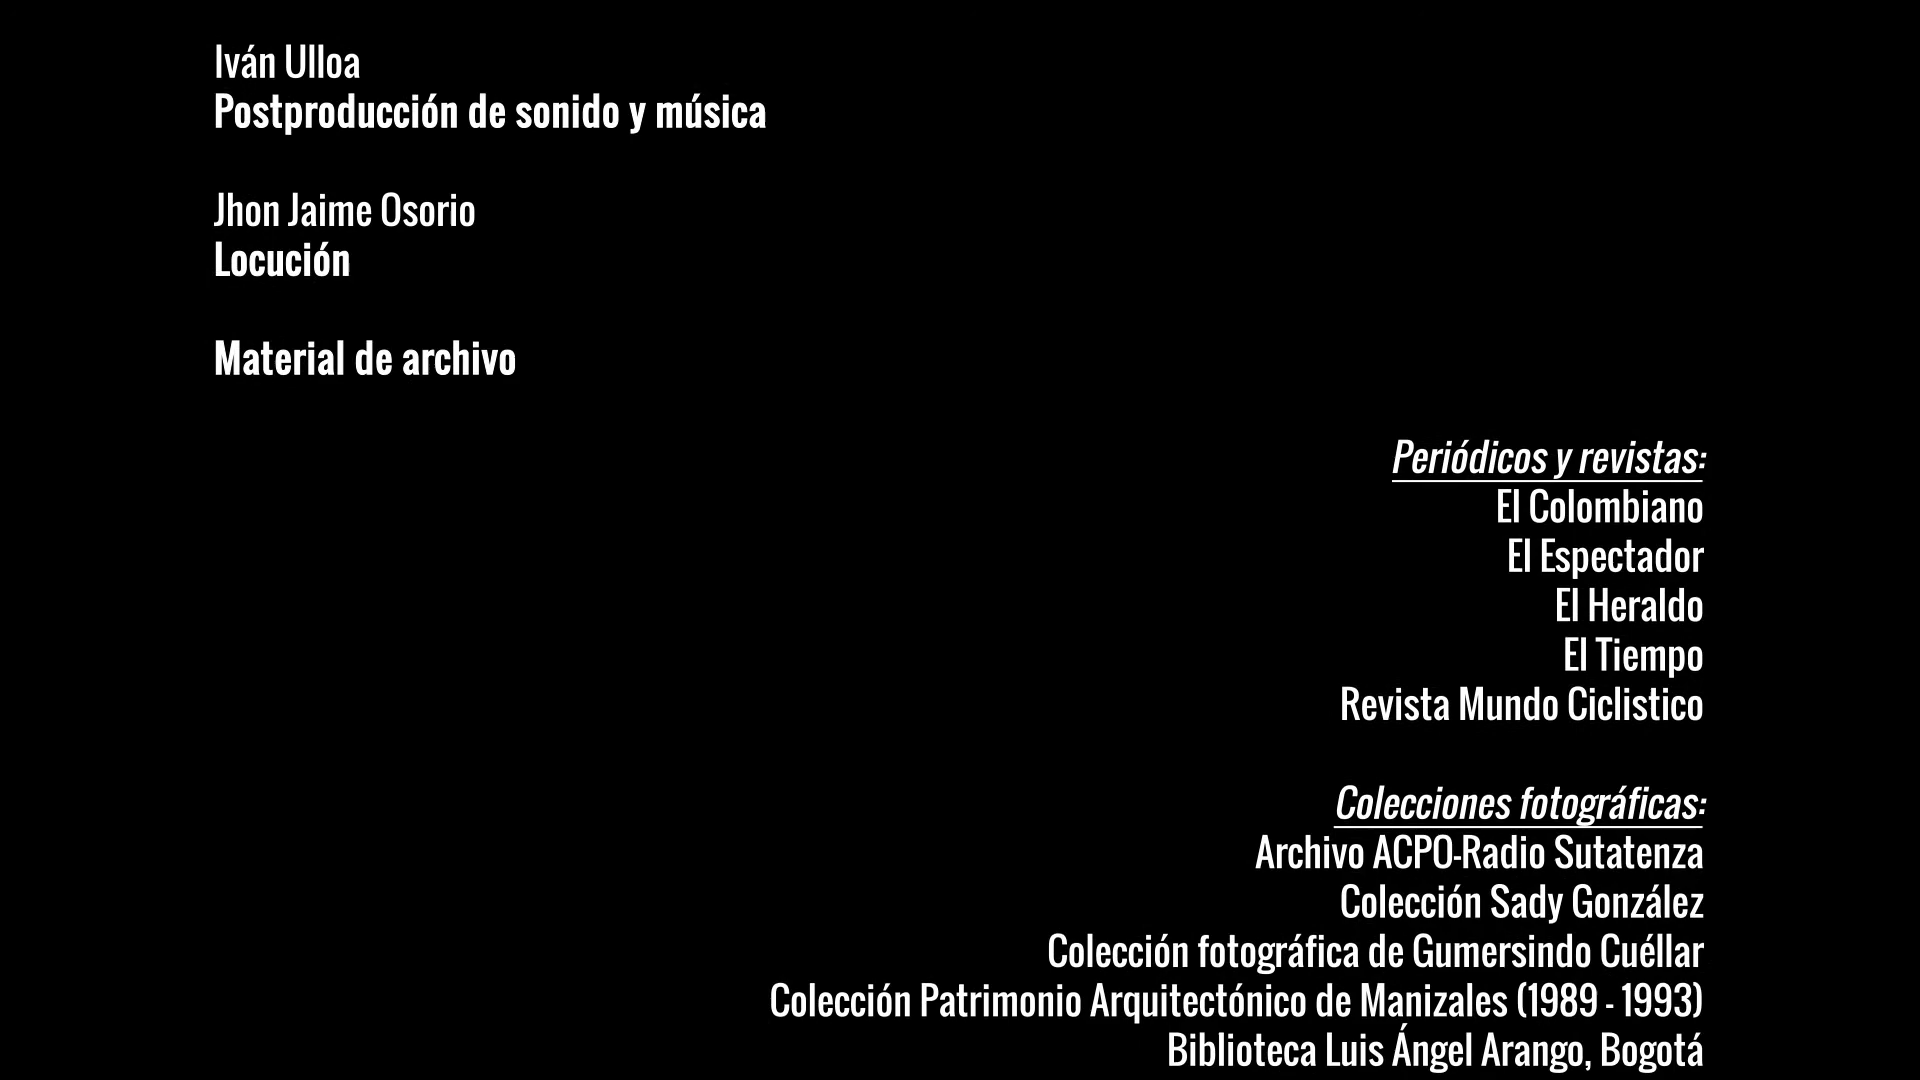 Iván Ulloa
Postproducción de sonido y música
Jhon Jaime Osorio
Locución
Material de archivo
Periódicos y revistas:
El Colombiano
El Espectador
El Heraldo
El Tiempo
Revista Mundo Ciclistico
Colecciones fotográficas:
Archivo ACPO-Radio Sutatenza
Colección Sady González
Colección fotográfica de Gumersindo Cuéllar
Colección Patrimonio Arquitectónico de Manizales (1989 - 1993)
Biblioteca Luis Ángel Arango, Bogotá